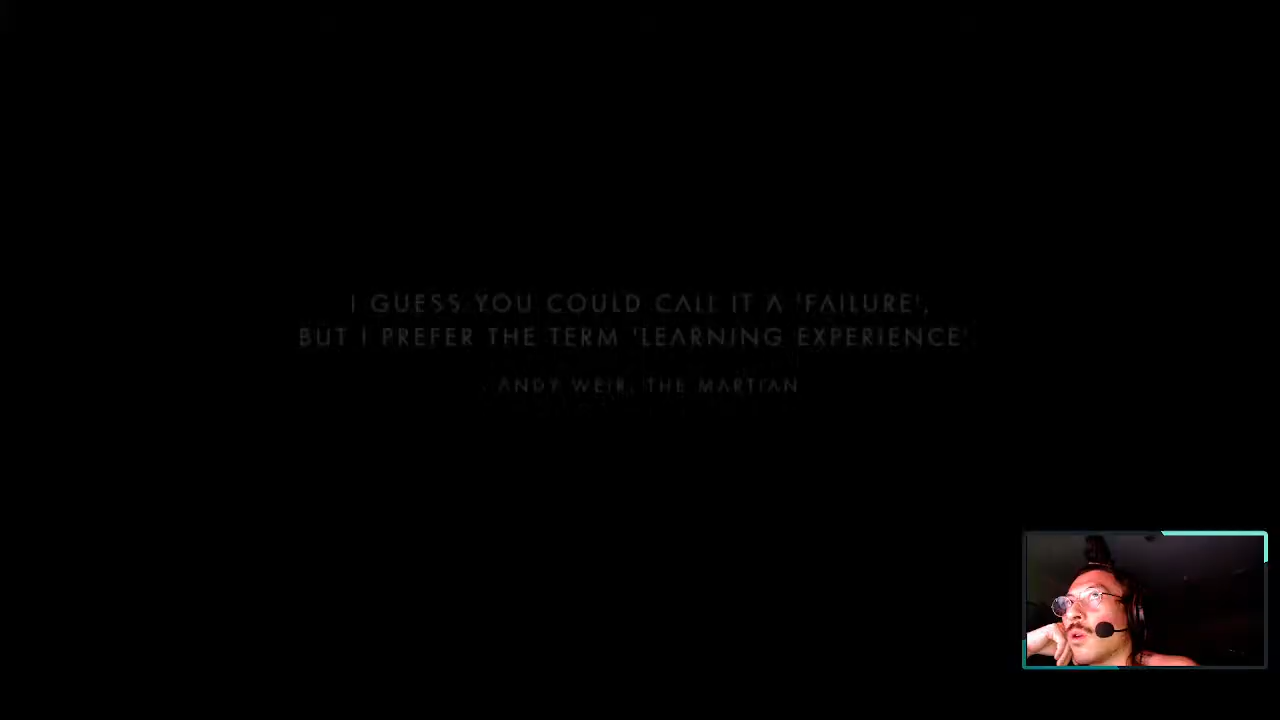 I GUESS YOU COULD CALL IT A 'FAILURE',
BUT I PREFER THE TERM 'LEARNING EXPERIENCE'.
- ANDY WEIR, THE MARTIAN